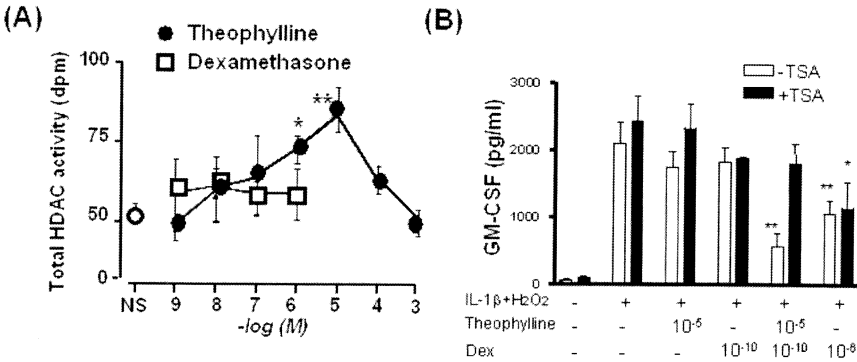 (A)
Theophylline
Dexamethasone
Total HDAC activity (dpm)
100
75
50
0
*
**
NS 9 8 7 6 5 4 3
-log (M)
(B)
-TSA
+TSA
GM-CSF (pg/ml)
3000
2000
1000
0
** ** *
IL-1β+H2O2 - + + + + +
Theophylline - - 10-5 - 10-5 -
Dex - - - 10-10 10-10 10-8